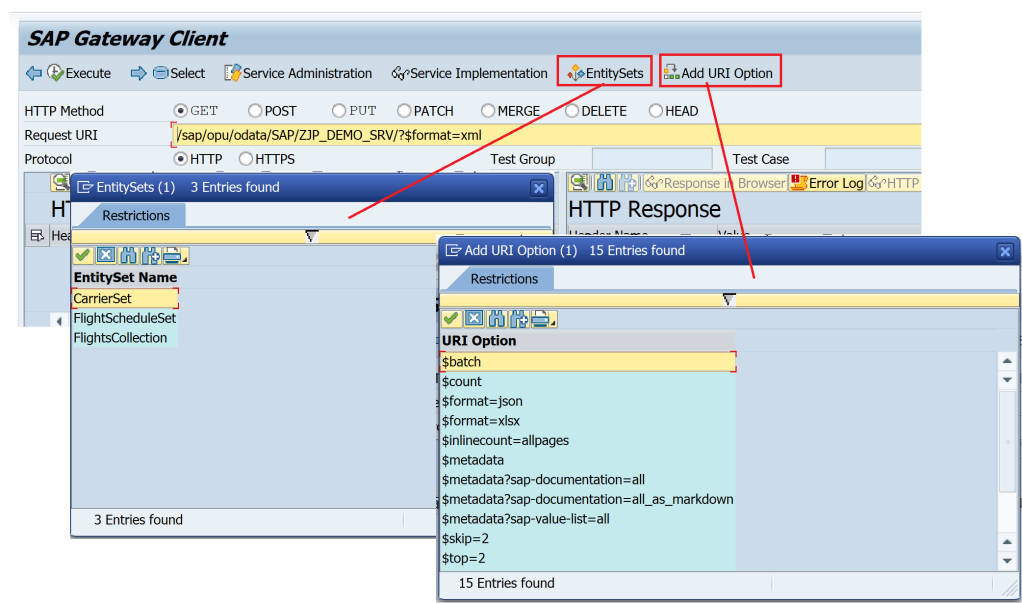 SAP Gateway Client
Execute Select Service Administration Service Implementation EntitySets Add URI Option
HTTP Method GET POST PUT PATCH MERGE DELETE HEAD
Request URI /sap/opu/odata/SAP/ZJP_DEMO_SRV/?$format=xml
Protocol HTTP HTTPS Test Group Test Case
Response in Browser Error Log HTTP
HTTP Response
EntitySets (1) 3 Entries found
Restrictions
EntitySet Name
CarrierSet
FlightScheduleSet
FlightsCollection
3 Entries found
Add URI Option (1) 15 Entries found
Restrictions
URI Option
$batch
$count
$format=json
$format=xlsx
$inlinecount=allpages
$metadata
$metadata?sap-documentation=all
$metadata?sap-documentation=all_as_markdown
$metadata?sap-value-list=all
$skip=2
$top=2
15 Entries found